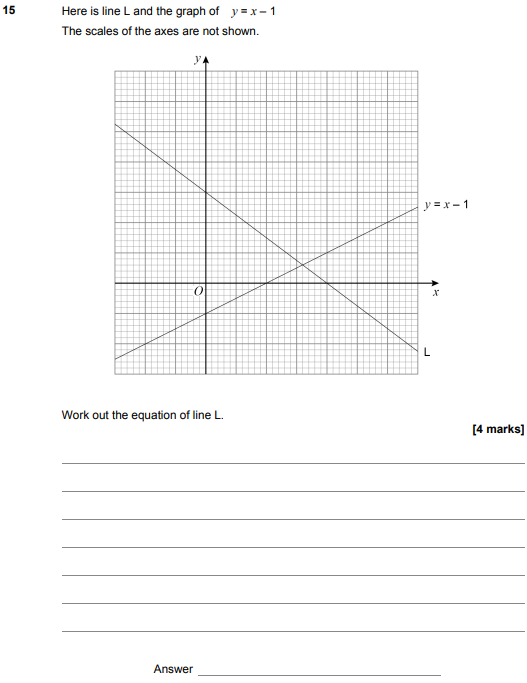 15 Here is line L and the graph of y = x – 1
The scales of the axes are not shown.
y
y = x – 1
O
x
L
Work out the equation of line L.
[4 marks]
Answer